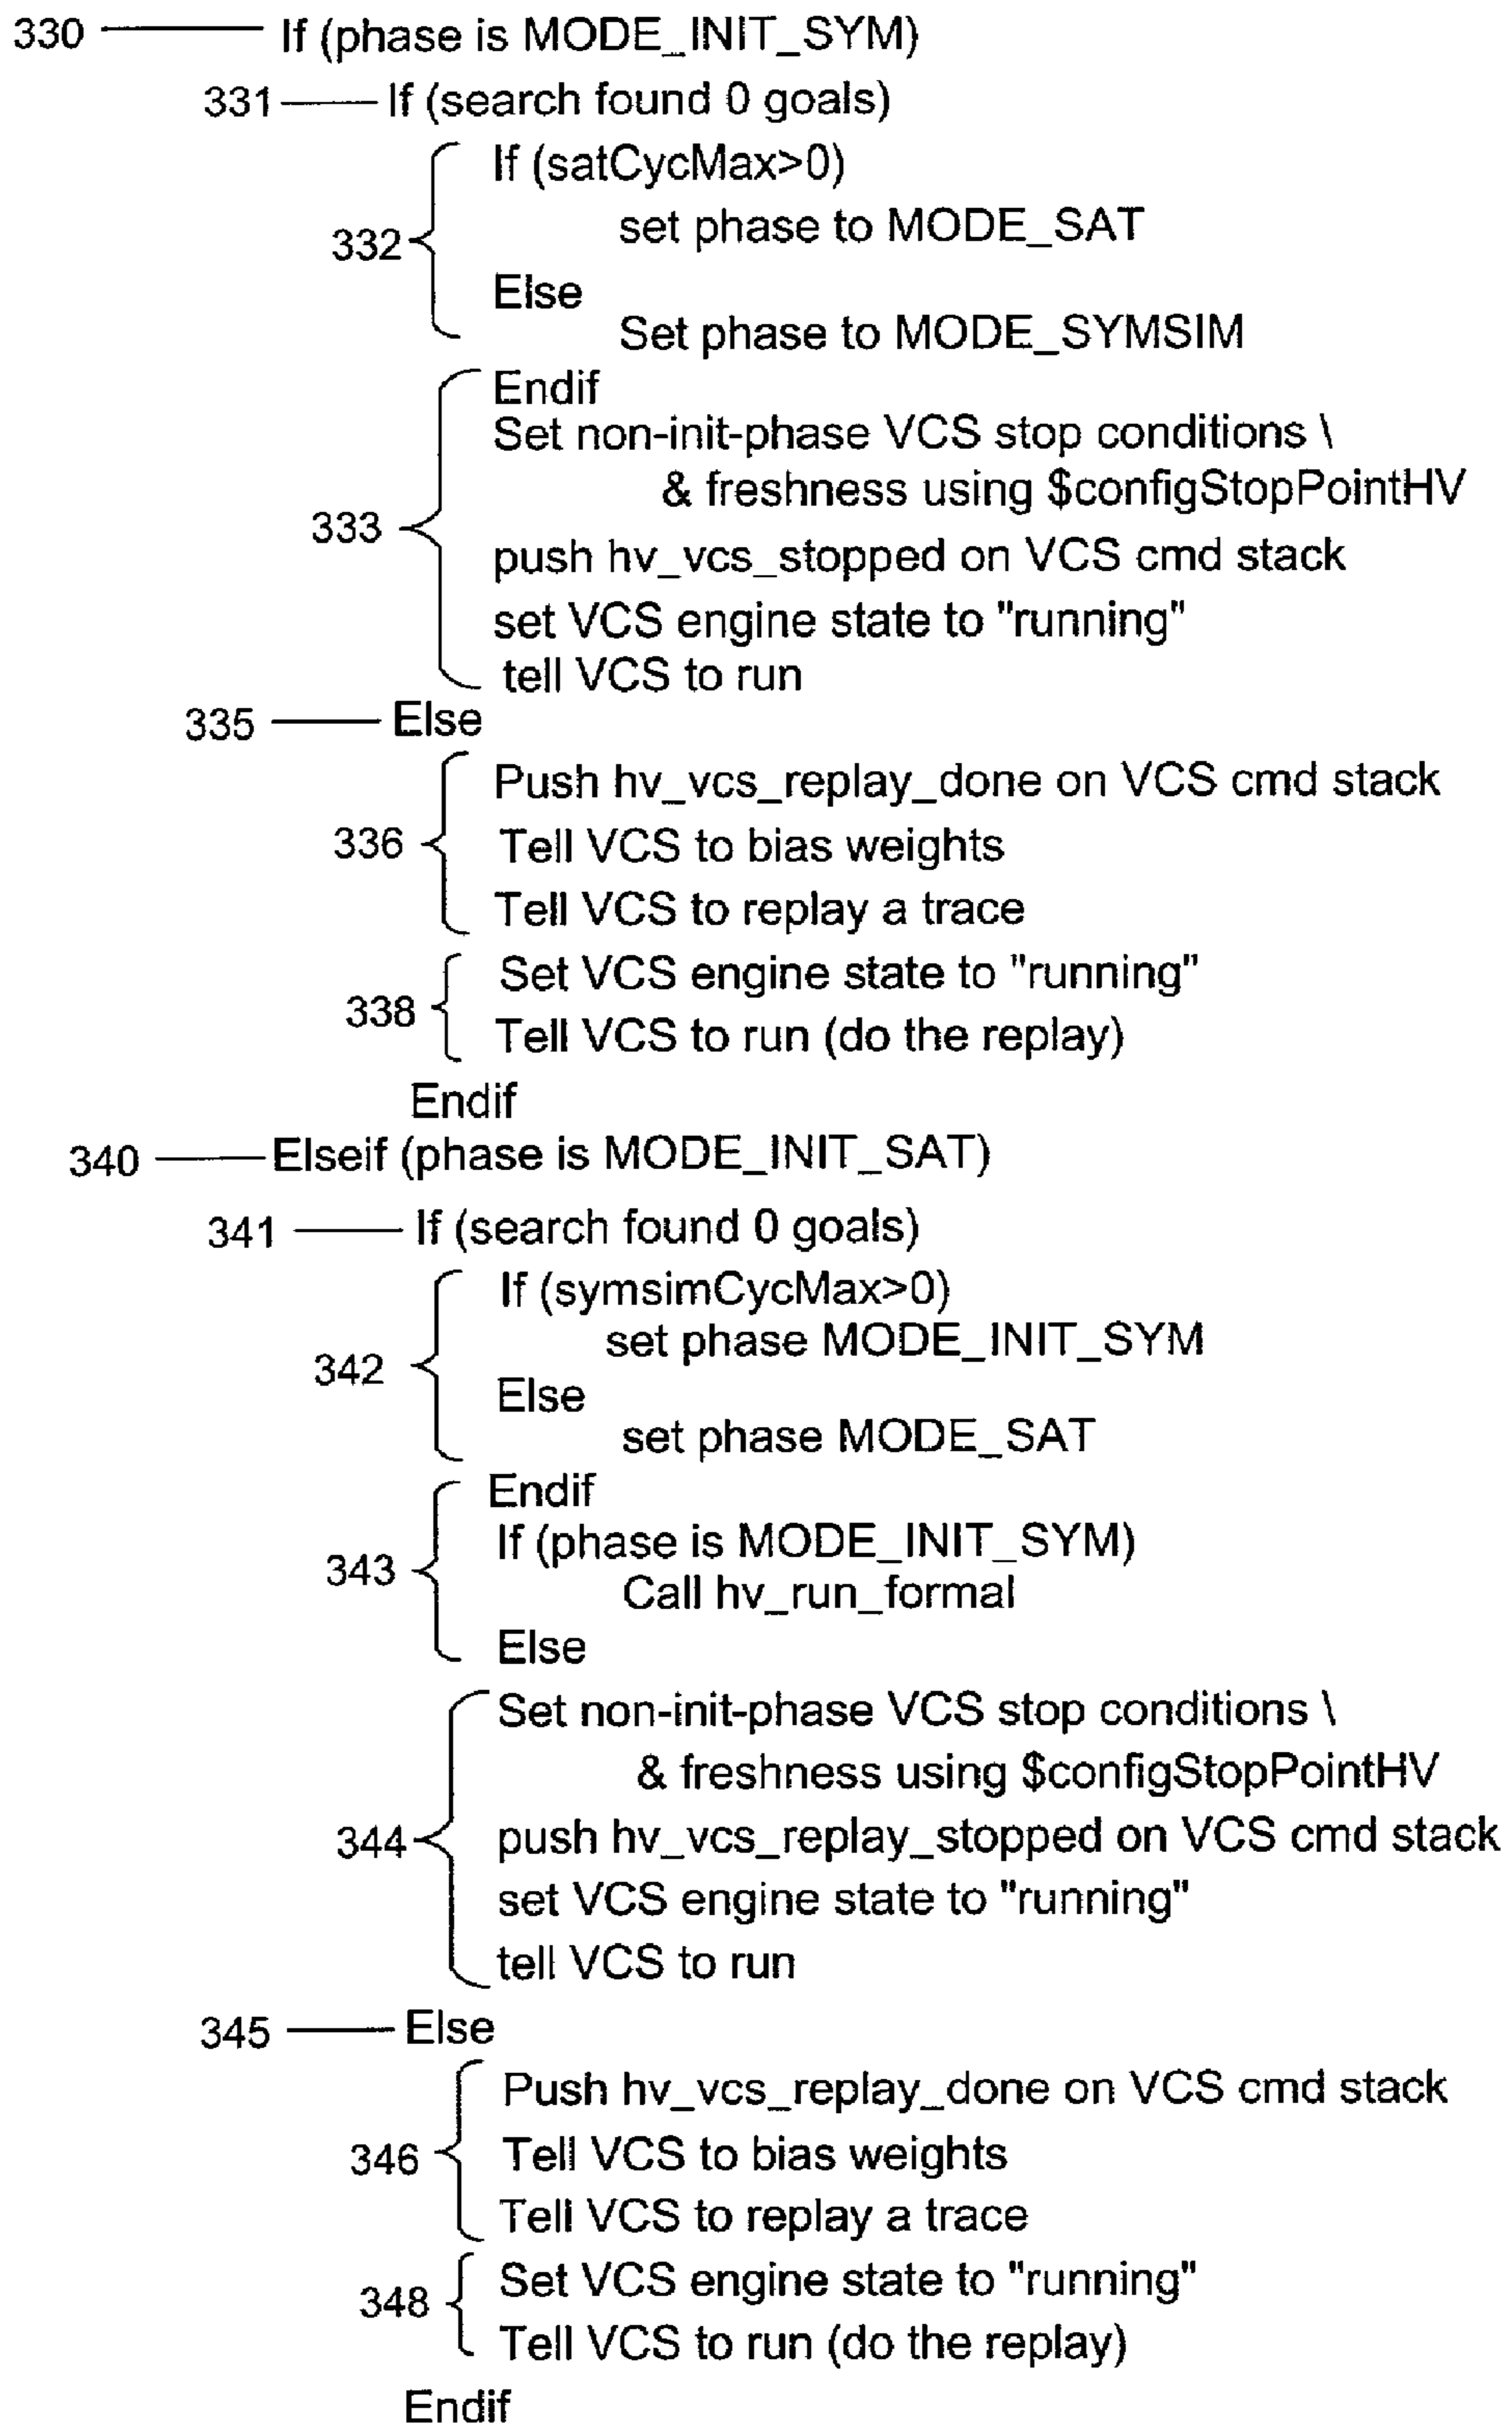 330 If (phase is MODE_INIT_SYM)
331 If (search found 0 goals)
If (satCycMax>0)
set phase to MODE_SAT
332
Else
Set phase to MODE_SYMSIM
Endif
Set non-init-phase VCS stop conditions \
& freshness using $configStopPointHV
333
push hv_vcs_stopped on VCS cmd stack
set VCS engine state to "running"
tell VCS to run
335 Else
Push hv_vcs_replay_done on VCS cmd stack
336 Tell VCS to bias weights
Tell VCS to replay a trace
Set VCS engine state to "running"
338
Tell VCS to run (do the replay)
Endif
340 Elseif (phase is MODE_INIT_SAT)
341 If (search found 0 goals)
If (symsimCycMax>0)
set phase MODE_INIT_SYM
342
Else
set phase MODE_SAT
Endif
If (phase is MODE_INIT_SYM)
343
Call hv_run_formal
Else
Set non-init-phase VCS stop conditions \
& freshness using $configStopPointHV
344 push hv_vcs_replay_stopped on VCS cmd stack
set VCS engine state to "running"
tell VCS to run
345 Else
Push hv_vcs_replay_done on VCS cmd stack
346 Tell VCS to bias weights
Tell VCS to replay a trace
Set VCS engine state to "running"
348
Tell VCS to run (do the replay)
Endif